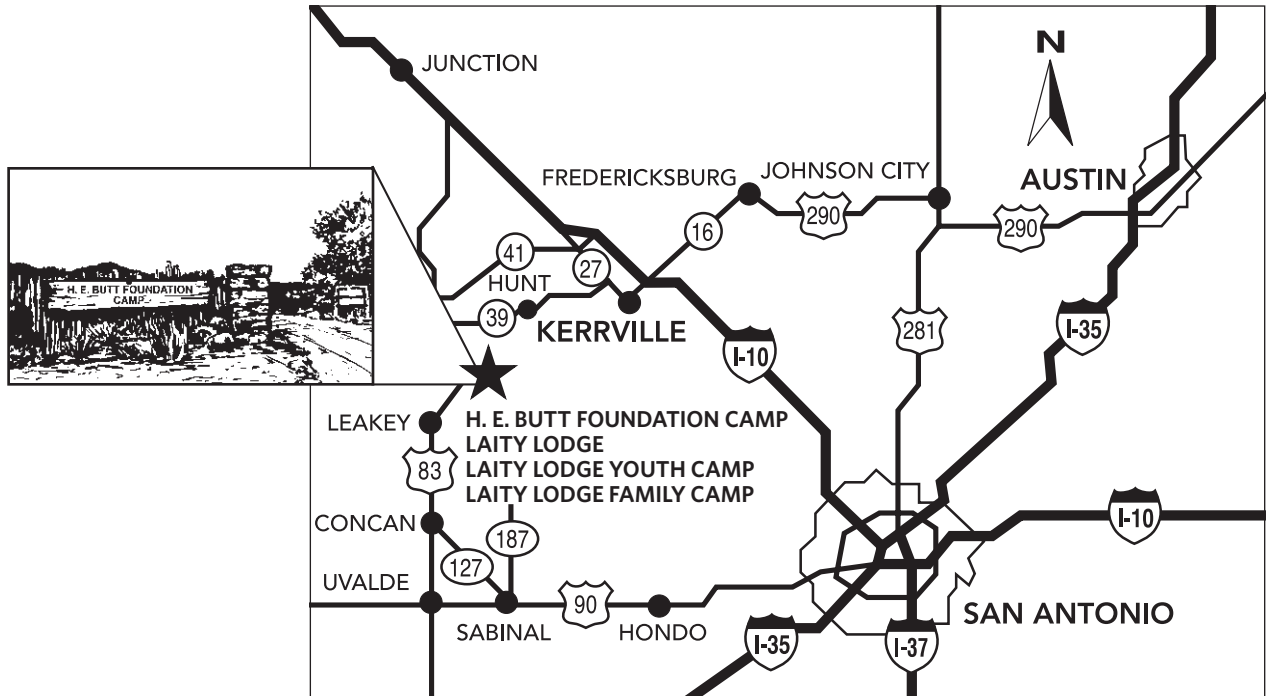 JUNCTION
N
FREDERICKSBURG
JOHNSON CITY
AUSTIN
290
290
16
41
27
HUNT
H. E. BUTT FOUNDATION
CAMP
39
KERRVILLE
281
I-35
I-10
LEAKEY
H. E. BUTT FOUNDATION CAMP
LAITY LODGE
LAITY LODGE YOUTH CAMP
LAITY LODGE FAMILY CAMP
83
I-10
CONCAN
187
127
UVALDE
90
SABINAL
HONDO
SAN ANTONIO
I-35
I-37